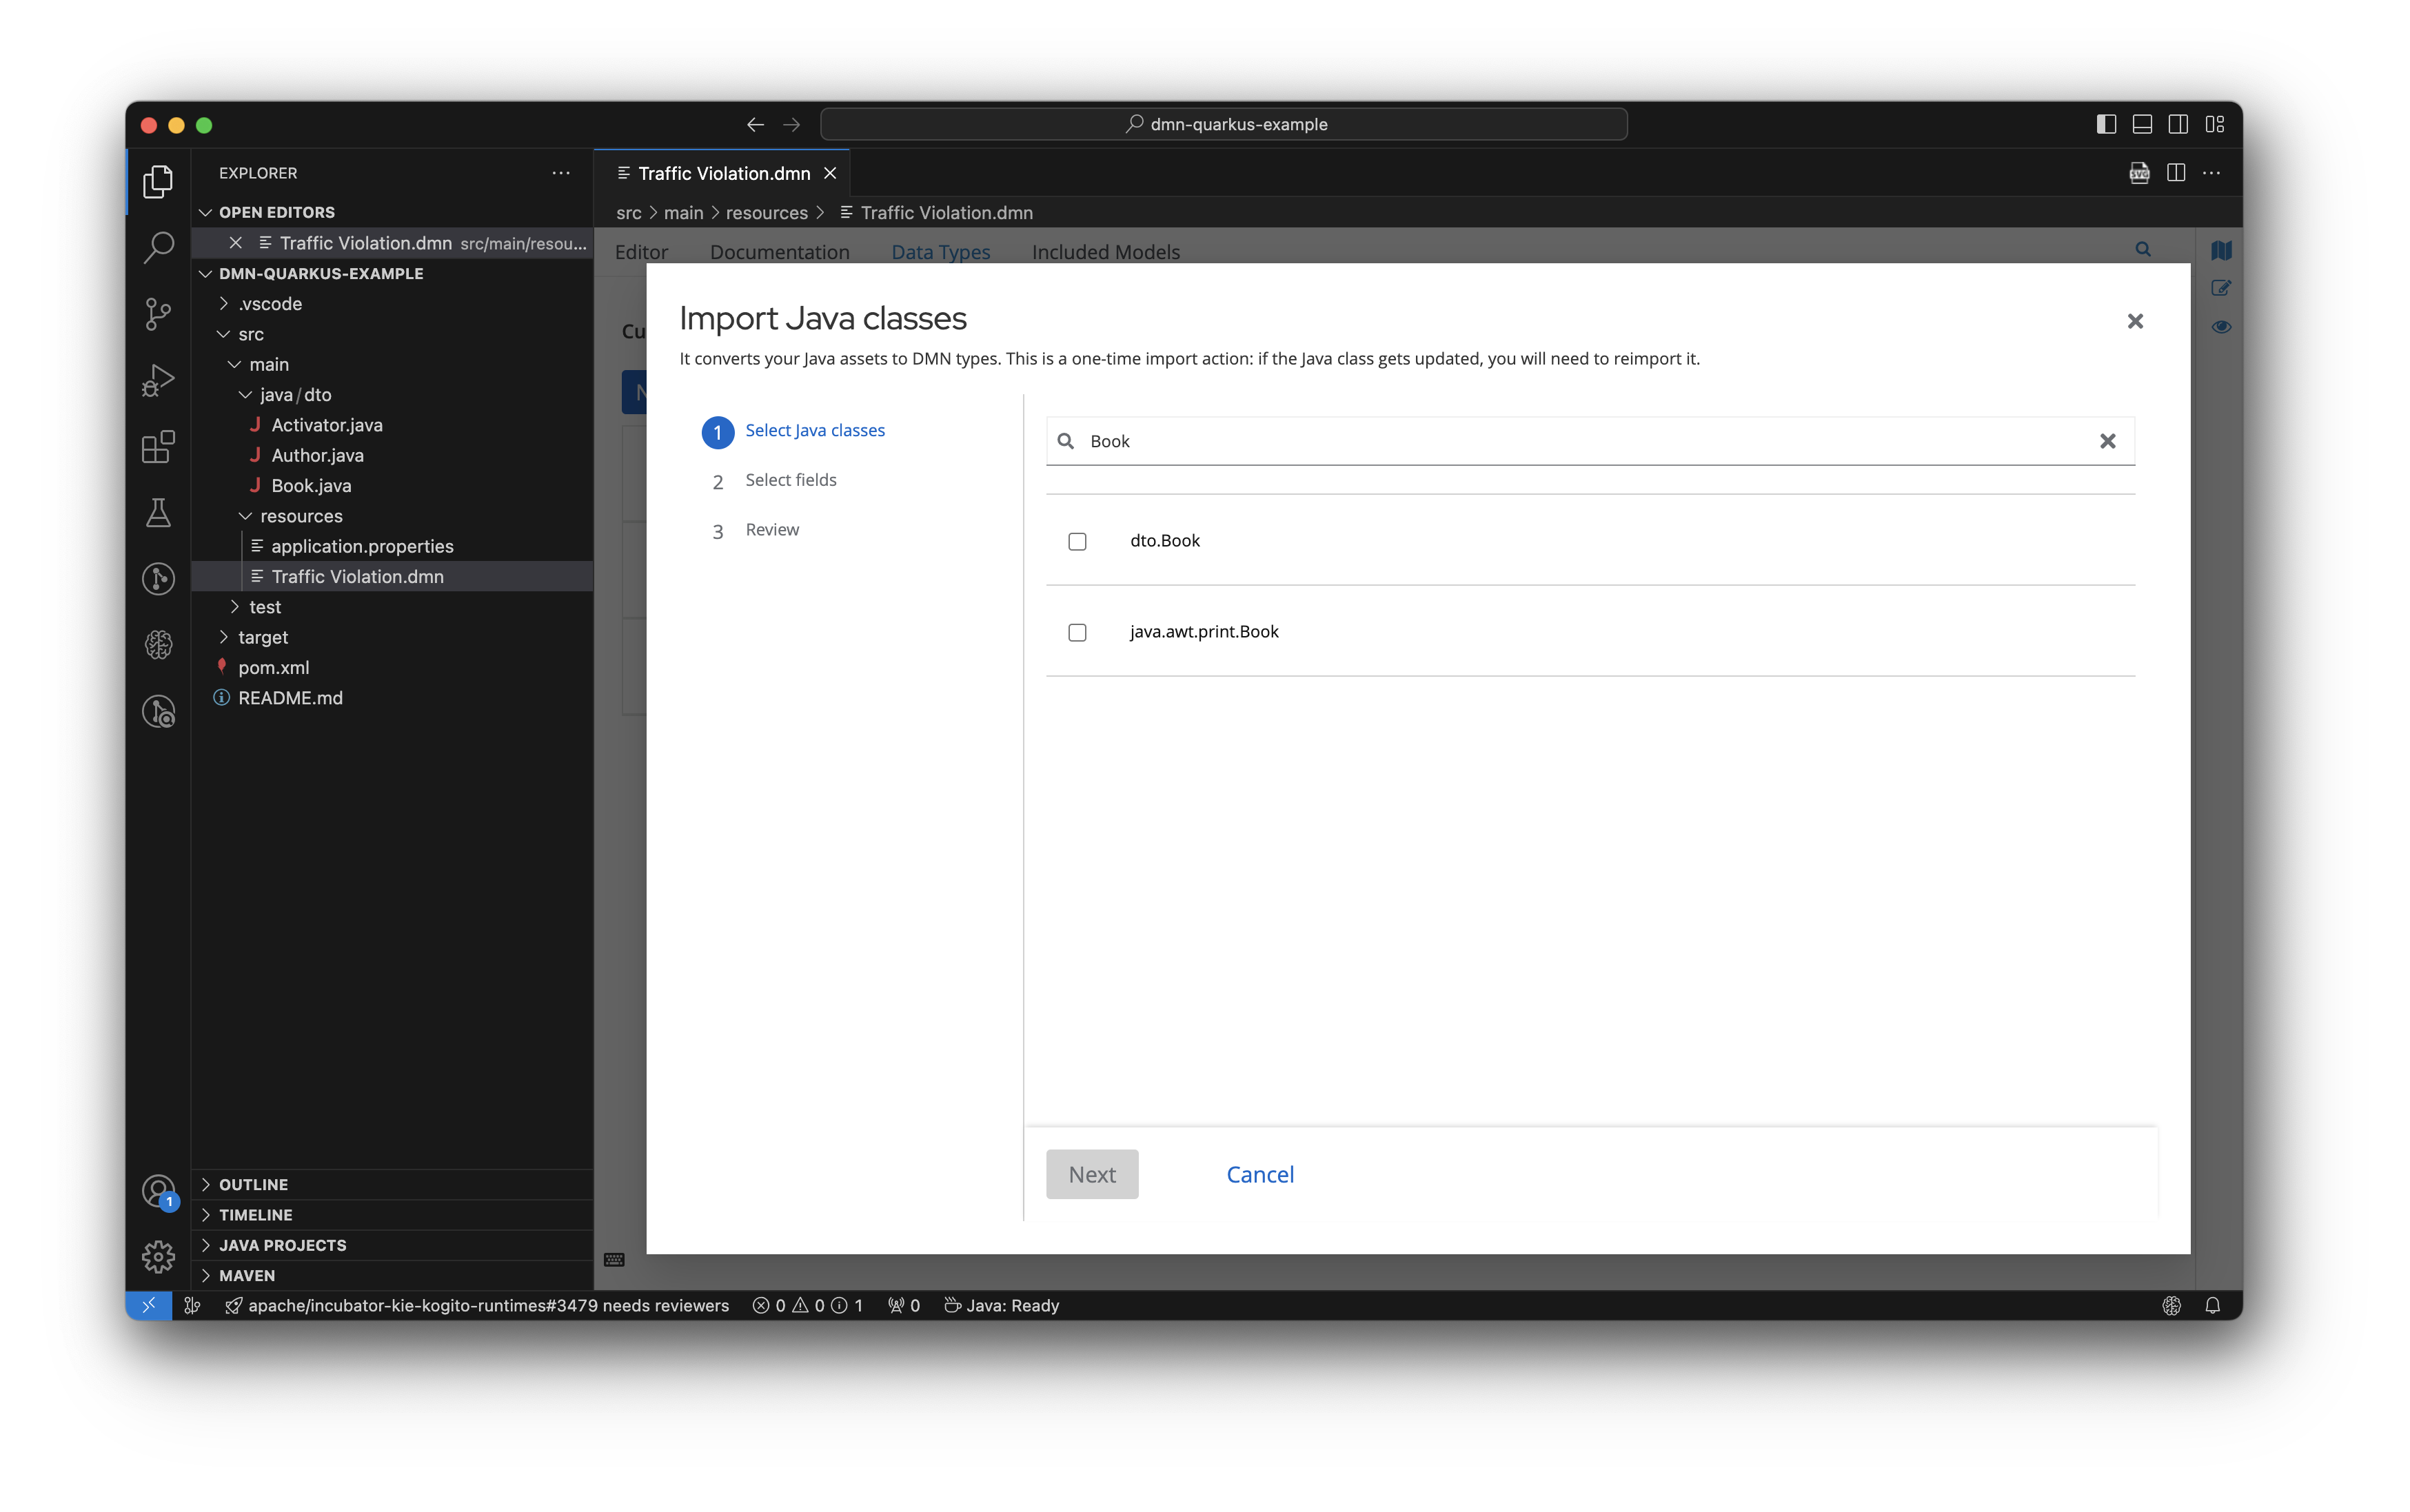 dmn-quarkus-example
EXPLORER
OPEN EDITORS
Traffic Violation.dmn src/main/resou...
DMN-QUARKUS-EXAMPLE
.vscode
src
main
java/dto
J Activator.java
J Author.java
J Book.java
resources
application.properties
Traffic Violation.dmn
test
target
pom.xml
README.md
OUTLINE
TIMELINE
JAVA PROJECTS
MAVEN
1
Traffic Violation.dmn
SVG
src > main > resources > Traffic Violation.dmn
Editor Documentation Data Types Included Models
Cu
N
Import Java classes
It converts your Java assets to DMN types. This is a one-time import action: if the Java class gets updated, you will need to reimport it.
1 Select Java classes
2 Select fields
3 Review
Book
dto.Book
java.awt.print.Book
Next Cancel
apache/incubator-kie-kogito-runtimes#3479 needs reviewers 0 0 1 0 Java: Ready